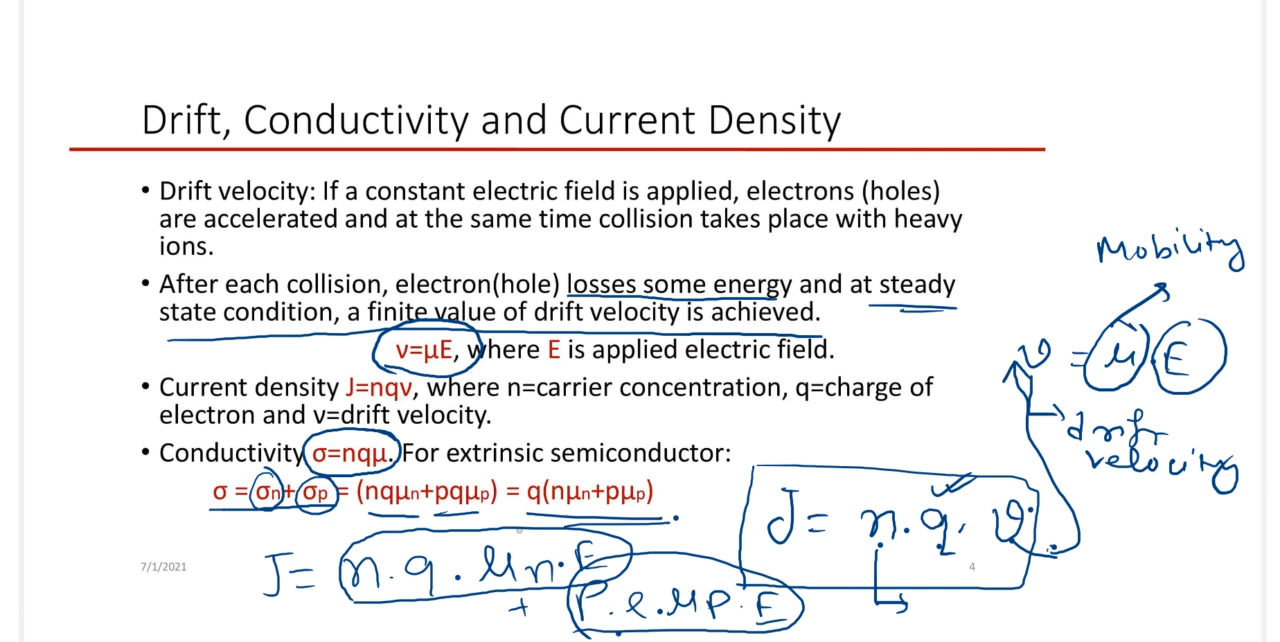 Drift, Conductivity and Current Density
• Drift velocity: If a constant electric field is applied, electrons (holes)
are accelerated and at the same time collision takes place with heavy
ions.
• After each collision, electron(hole) losses some energy and at steady
state condition, a finite value of drift velocity is achieved.
v=μE, where E is applied electric field.
• Current density J=nqv, where n=carrier concentration, q=charge of
electron and v=drift velocity.
• Conductivity σ=nqμ. For extrinsic semiconductor:
σ = σn+ σp = (nqμn+pqμp) = q(nμn+pμp)
Mobility
v = μ E
drift
velocity
J = n.q.v.
J = n.q.μn.E
+ P.q.μp.E
7/1/2021
4